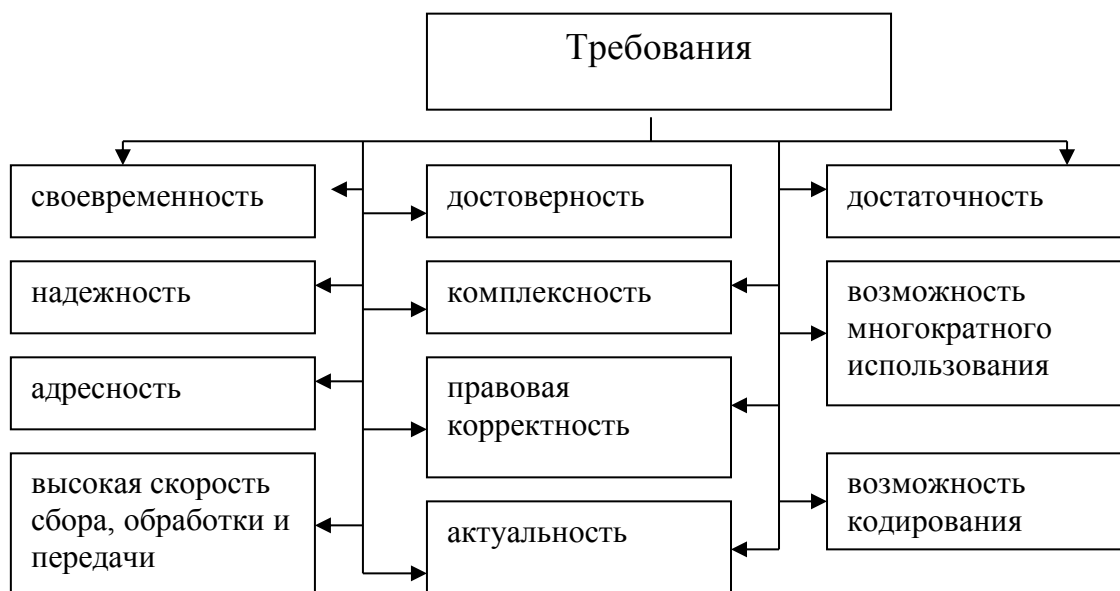 Требования
своевременность
достоверность
достаточность
надежность
комплексность
возможность
многократного
использования
адресность
правовая
корректность
высокая скорость
сбора, обработки и
передачи
актуальность
возможность
кодирования